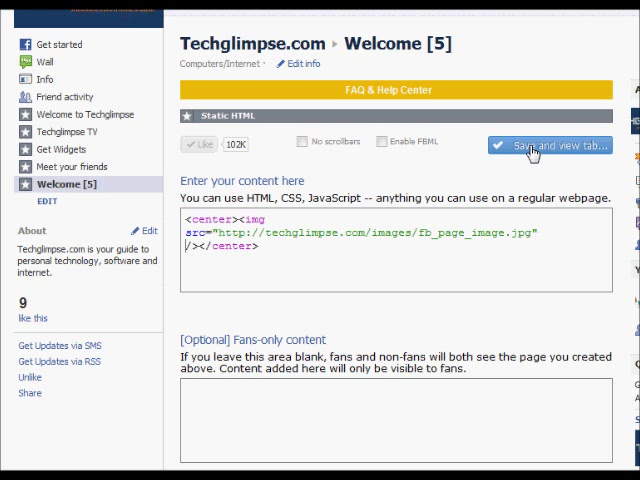 Techglimpse.com ▸ Welcome [5]
Computers/Internet · Edit info
Get started
Wall
Info
Friend activity
Welcome to Techglimpse
Techglimpse TV
Get Widgets
Meet your friends
Welcome [5]
EDIT
About
Edit
Techglimpse.com is your guide to
personal technology, software and
internet.
9
like this
Get Updates via SMS
Get Updates via RSS
Unlike
Share
FAQ & Help Center
Static HTML
Like 102K
No scrollbars
Enable FBML
Save and view tab...
Enter your content here
You can use HTML, CSS, JavaScript -- anything you can use on a regular webpage.
<center><img
src="http://techglimpse.com/images/fb_page_image.jpg"
/></center>
[Optional] Fans-only content
If you leave this area blank, fans and non-fans will both see the page you created
above. Content added here will only be visible to fans.